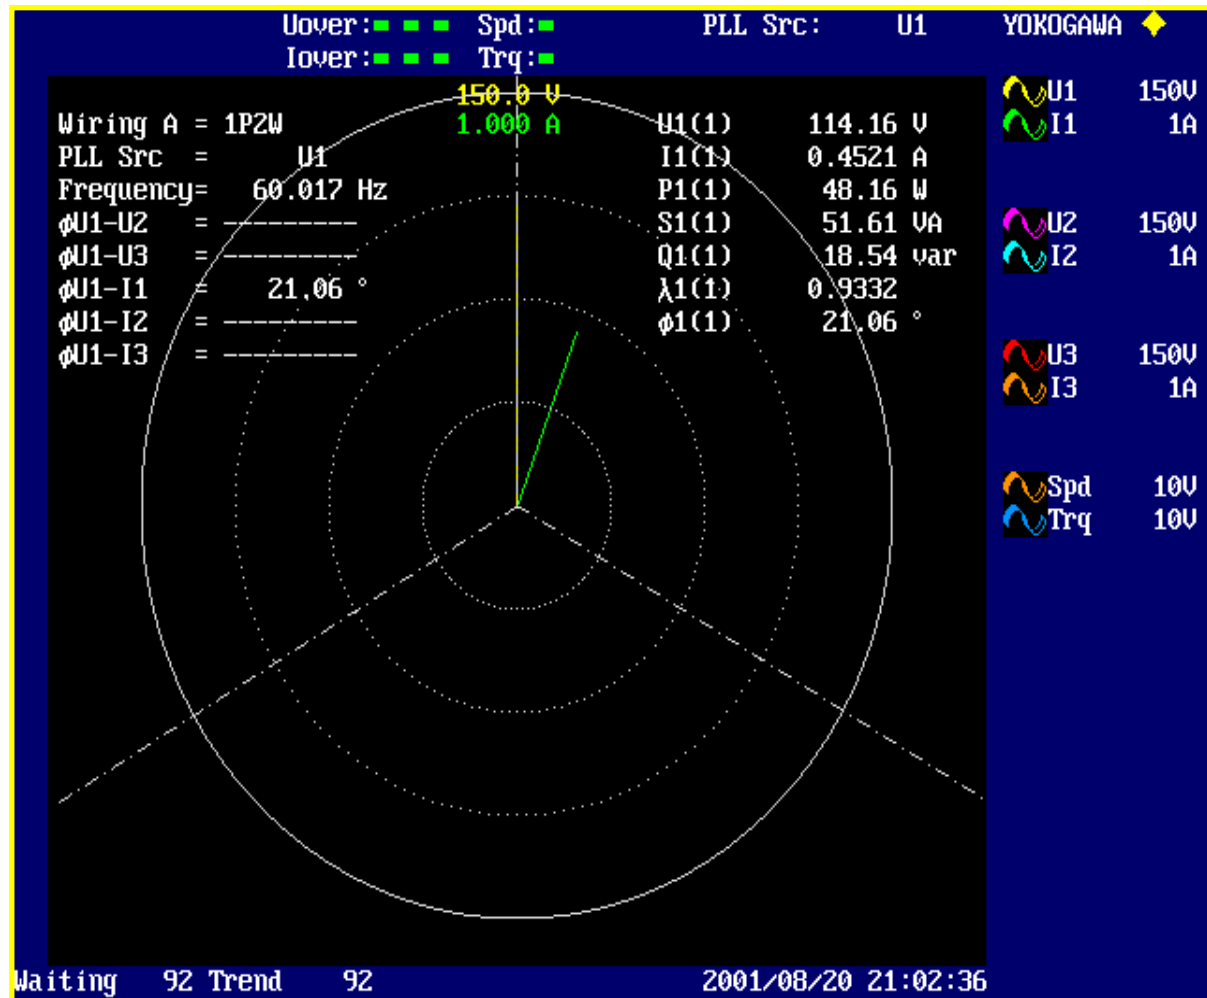 Uover: Spd: PLL Src: U1 YOKOGAWA
Iover: Trq:
150.0 V
1.000 A
Wiring A = 1P2W
PLL Src = U1
Frequency= 60.017 Hz
φU1-U2 = ---------
φU1-U3 = ---------
φU1-I1 = 21.06 °
φU1-I2 = ---------
φU1-I3 = ---------
U1(1) 114.16 V
I1(1) 0.4521 A
P1(1) 48.16 W
S1(1) 51.61 VA
Q1(1) 18.54 var
λ1(1) 0.9332
φ1(1) 21.06 °
U1 150V
I1 1A
U2 150V
I2 1A
U3 150V
I3 1A
Spd 10V
Trq 10V
Waiting 92 Trend 92 2001/08/20 21:02:36